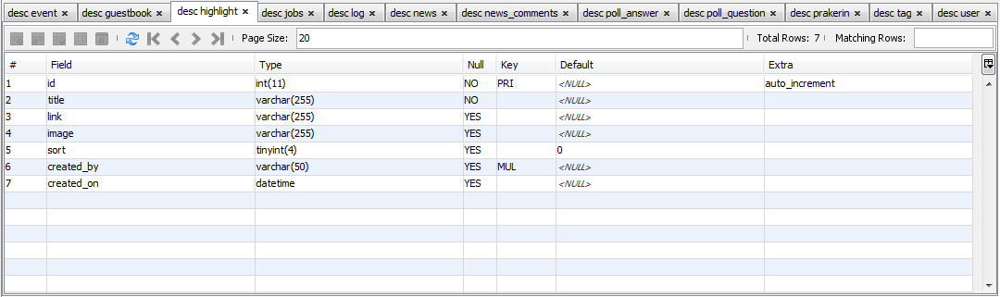 desc event × desc guestbook × desc highlight × desc jobs × desc log × desc news × desc news_comments × desc poll_answer × desc poll_question × desc prakerin × desc tag × desc user ×
Page Size: 20 Total Rows: 7 Matching Rows:
# Field Type Null Key Default Extra
1 id int(11) NO PRI <NULL> auto_increment
2 title varchar(255) NO <NULL>
3 link varchar(255) YES <NULL>
4 image varchar(255) YES <NULL>
5 sort tinyint(4) YES 0
6 created_by varchar(50) YES MUL <NULL>
7 created_on datetime YES <NULL>